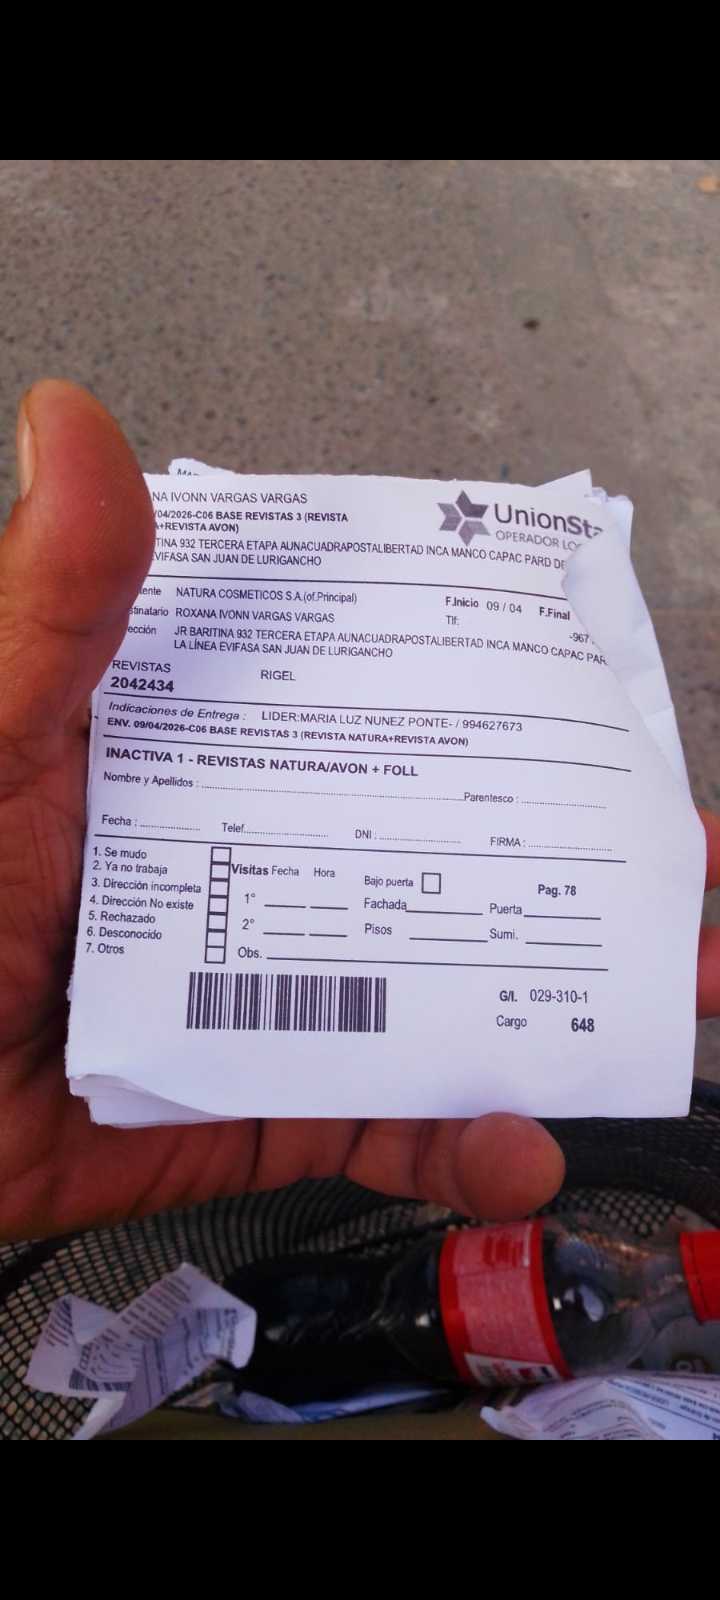 NA IVONN VARGAS VARGAS
/04/2026-C06 BASE REVISTAS 3 (REVISTA
+REVISTA AVON)
TINA 932 TERCERA ETAPA AUNACUADRAPOSTALIBERTAD INCA MANCO CAPAC PARD DE
EVIFASA SAN JUAN DE LURIGANCHO
UnionSta
OPERADOR LO
NATURA COSMETICOS S.A.(of.Principal)
F.Inicio 09 / 04 F.Final
stinatario ROXANA IVONN VARGAS VARGAS
Tlf: -967
ección JR BARITINA 932 TERCERA ETAPA AUNACUADRAPOSTALIBERTAD INCA MANCO CAPAC PAR
LA LÍNEA EVIFASA SAN JUAN DE LURIGANCHO
REVISTAS RIGEL
2042434
Indicaciones de Entrega : LIDER:MARIA LUZ NUNEZ PONTE- / 994627673
ENV. 09/04/2026-C06 BASE REVISTAS 3 (REVISTA NATURA+REVISTA AVON)
INACTIVA 1 - REVISTAS NATURA/AVON + FOLL
Nombre y Apellidos : Parentesco :
Fecha : Telef. DNI : FIRMA :
1. Se mudo
2. Ya no trabaja
3. Dirección incompleta
4. Dirección No existe
5. Rechazado
6. Desconocido
7. Otros
Visitas Fecha Hora
1°
2°
Obs.
Bajo puerta
Pag. 78
Fachada Puerta
Pisos Sumi.
G/I. 029-310-1
Cargo 648